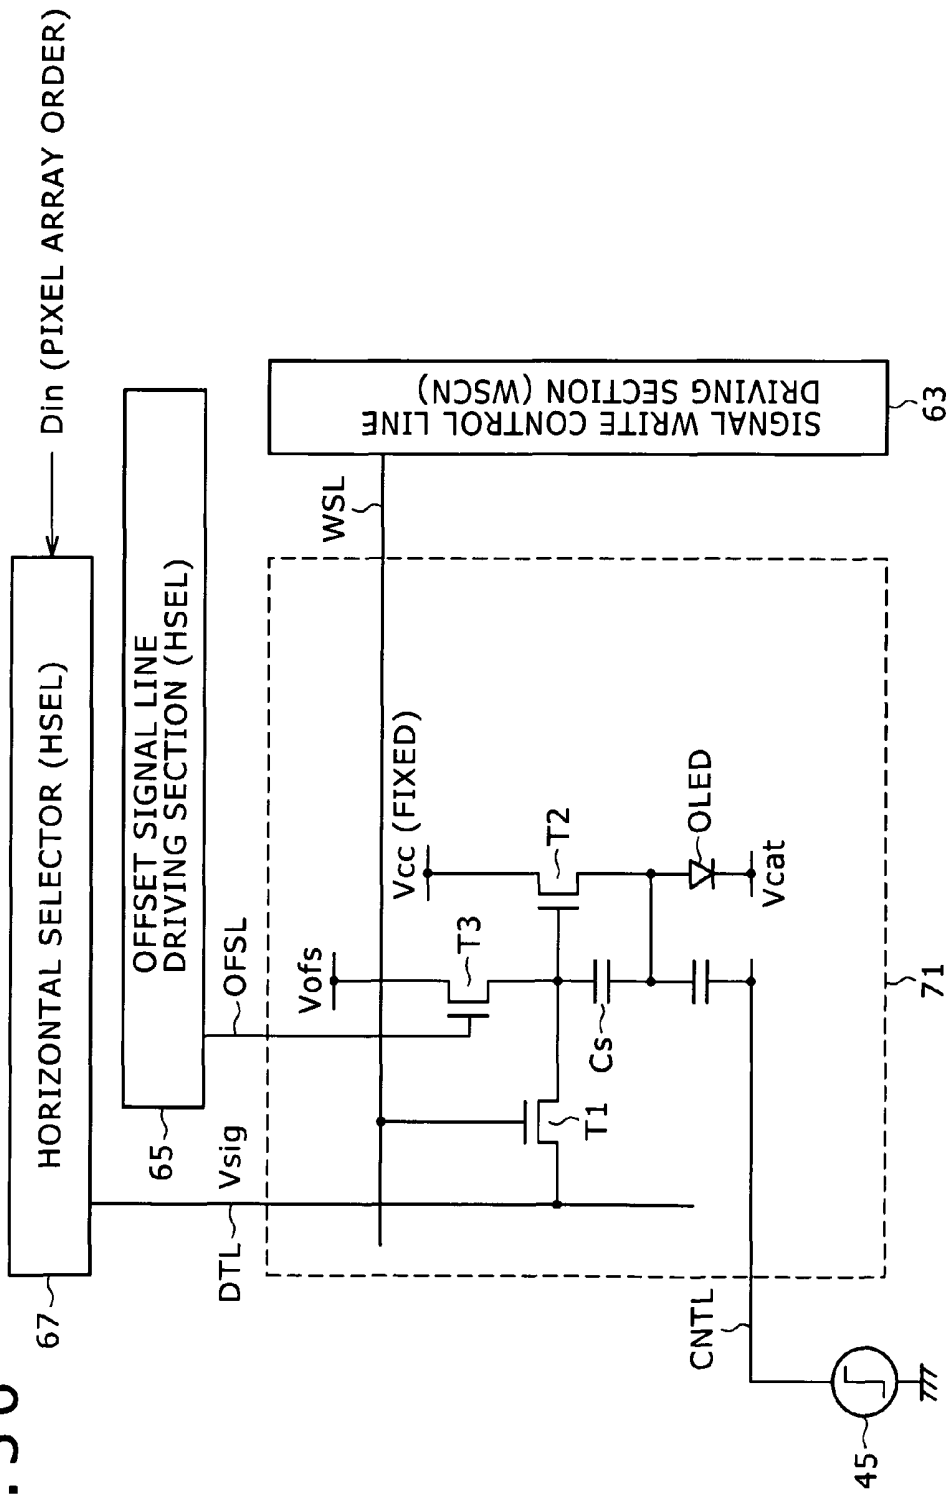 . 3 0
Din (PIXEL ARRAY ORDER)
HORIZONTAL SELECTOR (HSEL)
67
OFFSET SIGNAL LINE
DRIVING SECTION (HSEL)
65
OFSL
Vsig
DTL
WSL
SIGNAL WRITE CONTROL LINE
DRIVING SECTION (WSCN)
63
Vofs
Vcc (FIXED)
T3
T2
T1
Cs
OLED
Vcat
71
CNTL
45